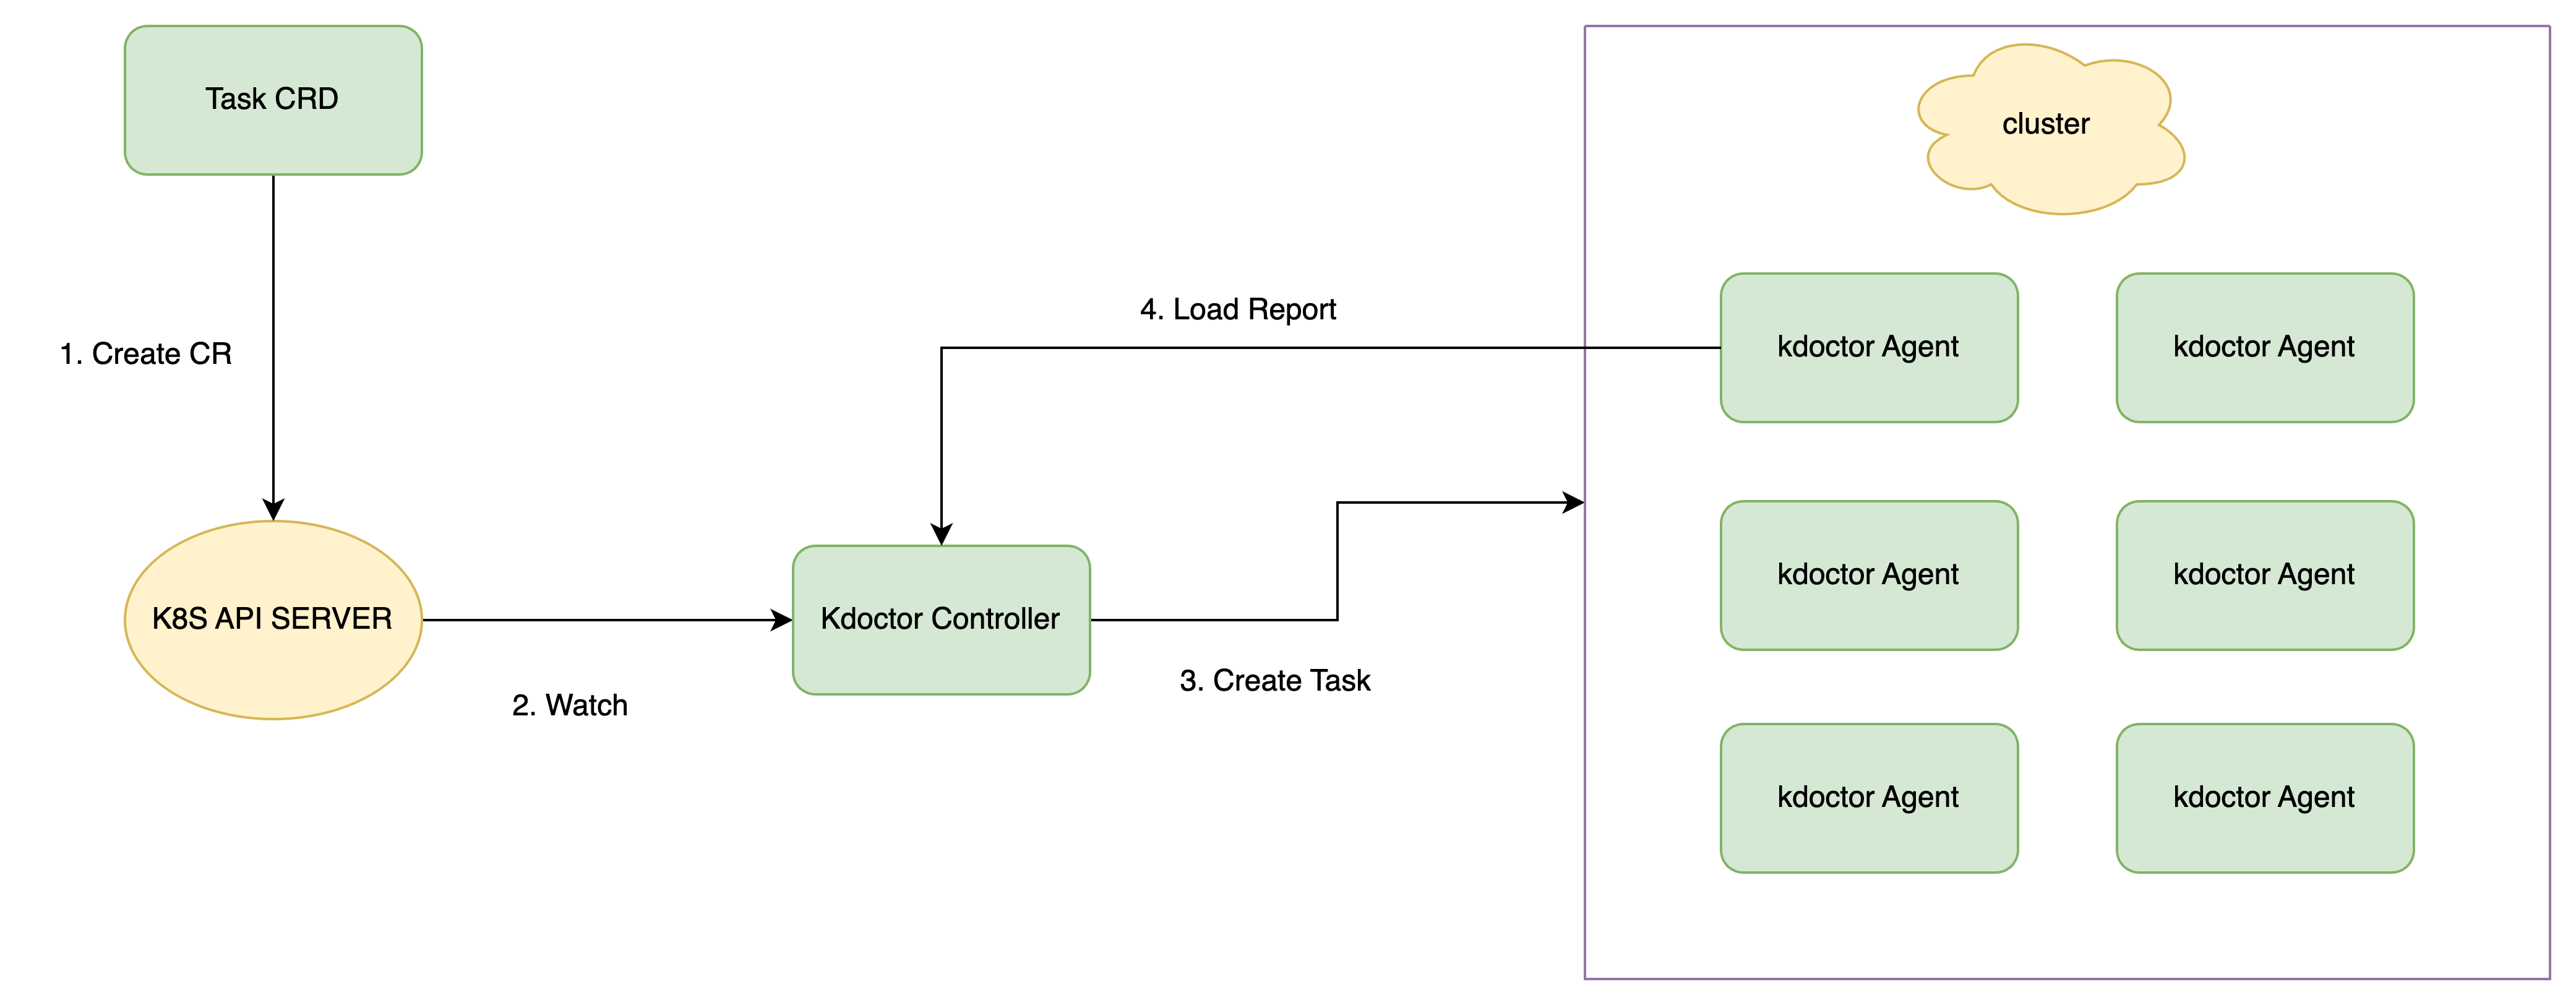 Task CRD
cluster
4. Load Report
1. Create CR
kdoctor Agent
kdoctor Agent
kdoctor Agent
kdoctor Agent
K8S API SERVER
Kdoctor Controller
2. Watch
3. Create Task
kdoctor Agent
kdoctor Agent